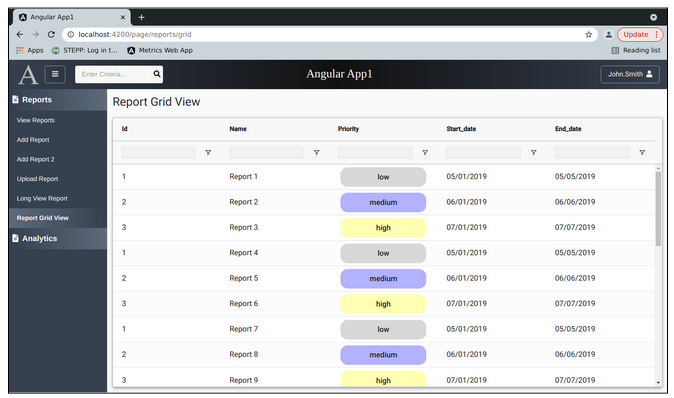 Angular App1
localhost:4200/page/reports/grid
Update
Apps STEPP: Log in t... Metrics Web App Reading list
A Enter Criteria... Angular App1 John.Smith
Reports
View Reports
Add Report
Add Report 2
Upload Report
Long View Report
Report Grid View
Analytics
Report Grid View
Id Name Priority Start_date End_date
1 Report 1 low 05/01/2019 05/05/2019
2 Report 2 medium 06/01/2019 06/06/2019
3 Report 3 high 07/01/2019 07/07/2019
1 Report 4 low 05/01/2019 05/05/2019
2 Report 5 medium 06/01/2019 06/06/2019
3 Report 6 high 07/01/2019 07/07/2019
1 Report 7 low 05/01/2019 05/05/2019
2 Report 8 medium 06/01/2019 06/06/2019
3 Report 9 high 07/01/2019 07/07/2019